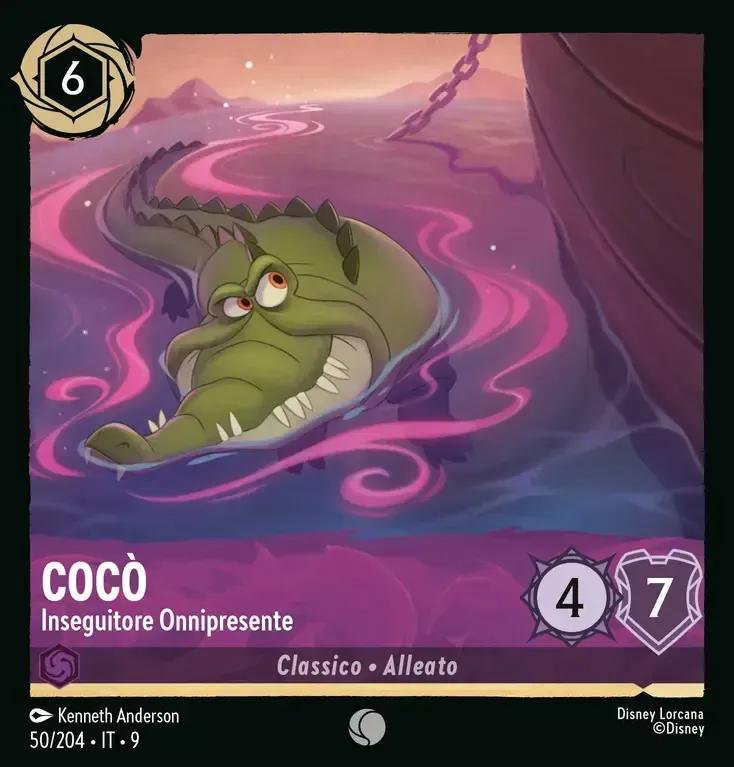 6
COCÒ
Inseguitore Onnipresente
4
7
Classico • Alleato
Kenneth Anderson
50/204 • IT • 9
Disney Lorcana
©Disney